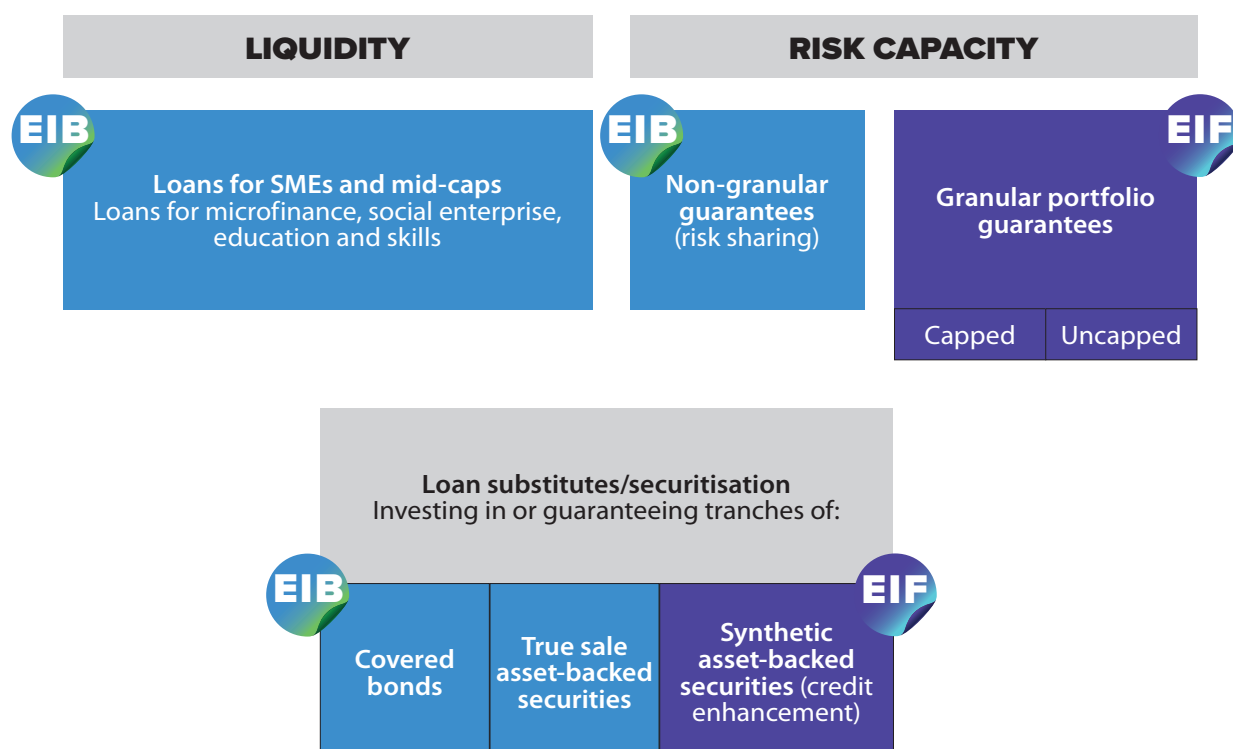 LIQUIDITY
RISK CAPACITY
EIB
Loans for SMEs and mid-caps
Loans for microfinance, social enterprise,
education and skills
EIB
Non-granular
guarantees
(risk sharing)
EIF
Granular portfolio
guarantees
Capped
Uncapped
Loan substitutes/securitisation
Investing in or guaranteeing tranches of:
EIB
Covered
bonds
True sale
asset-backed
securities
EIF
Synthetic
asset-backed
securities (credit
enhancement)